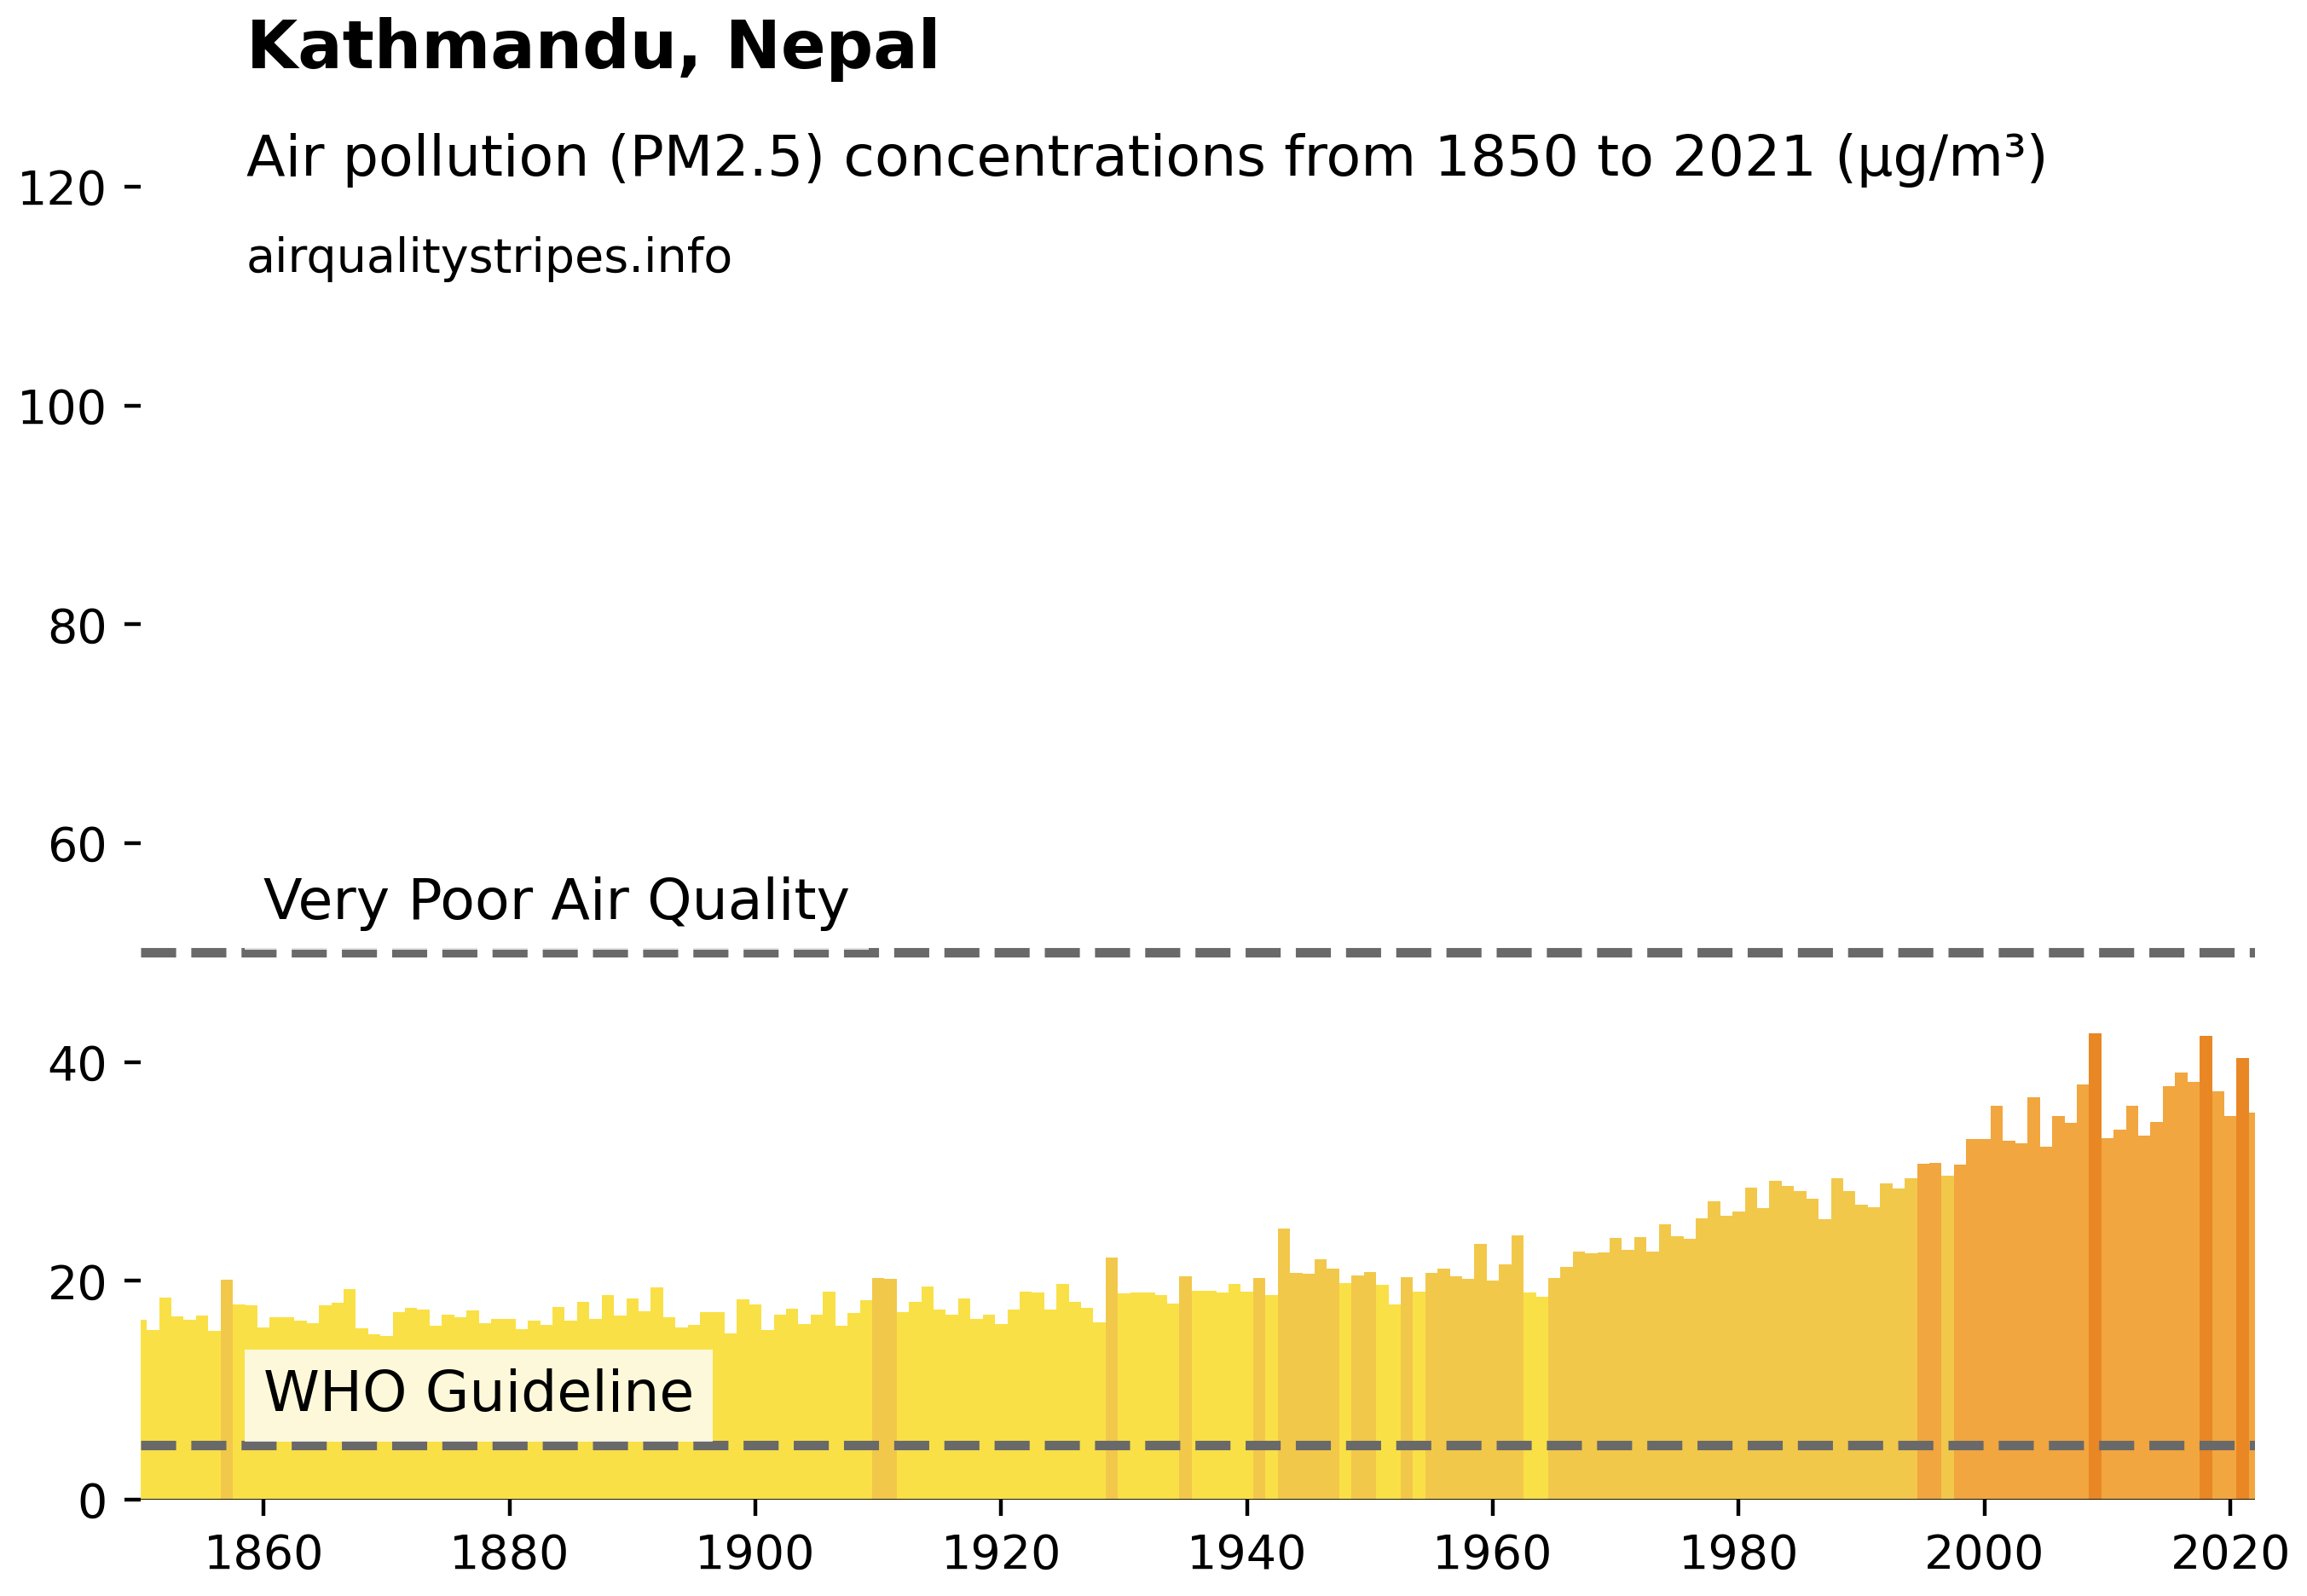 Kathmandu, Nepal
Air pollution (PM2.5) concentrations from 1850 to 2021 (µg/m³)
airqualitystripes.info
120
100
80
60
Very Poor Air Quality
40
20
WHO Guideline
0
1860 1880 1900 1920 1940 1960 1980 2000 2020